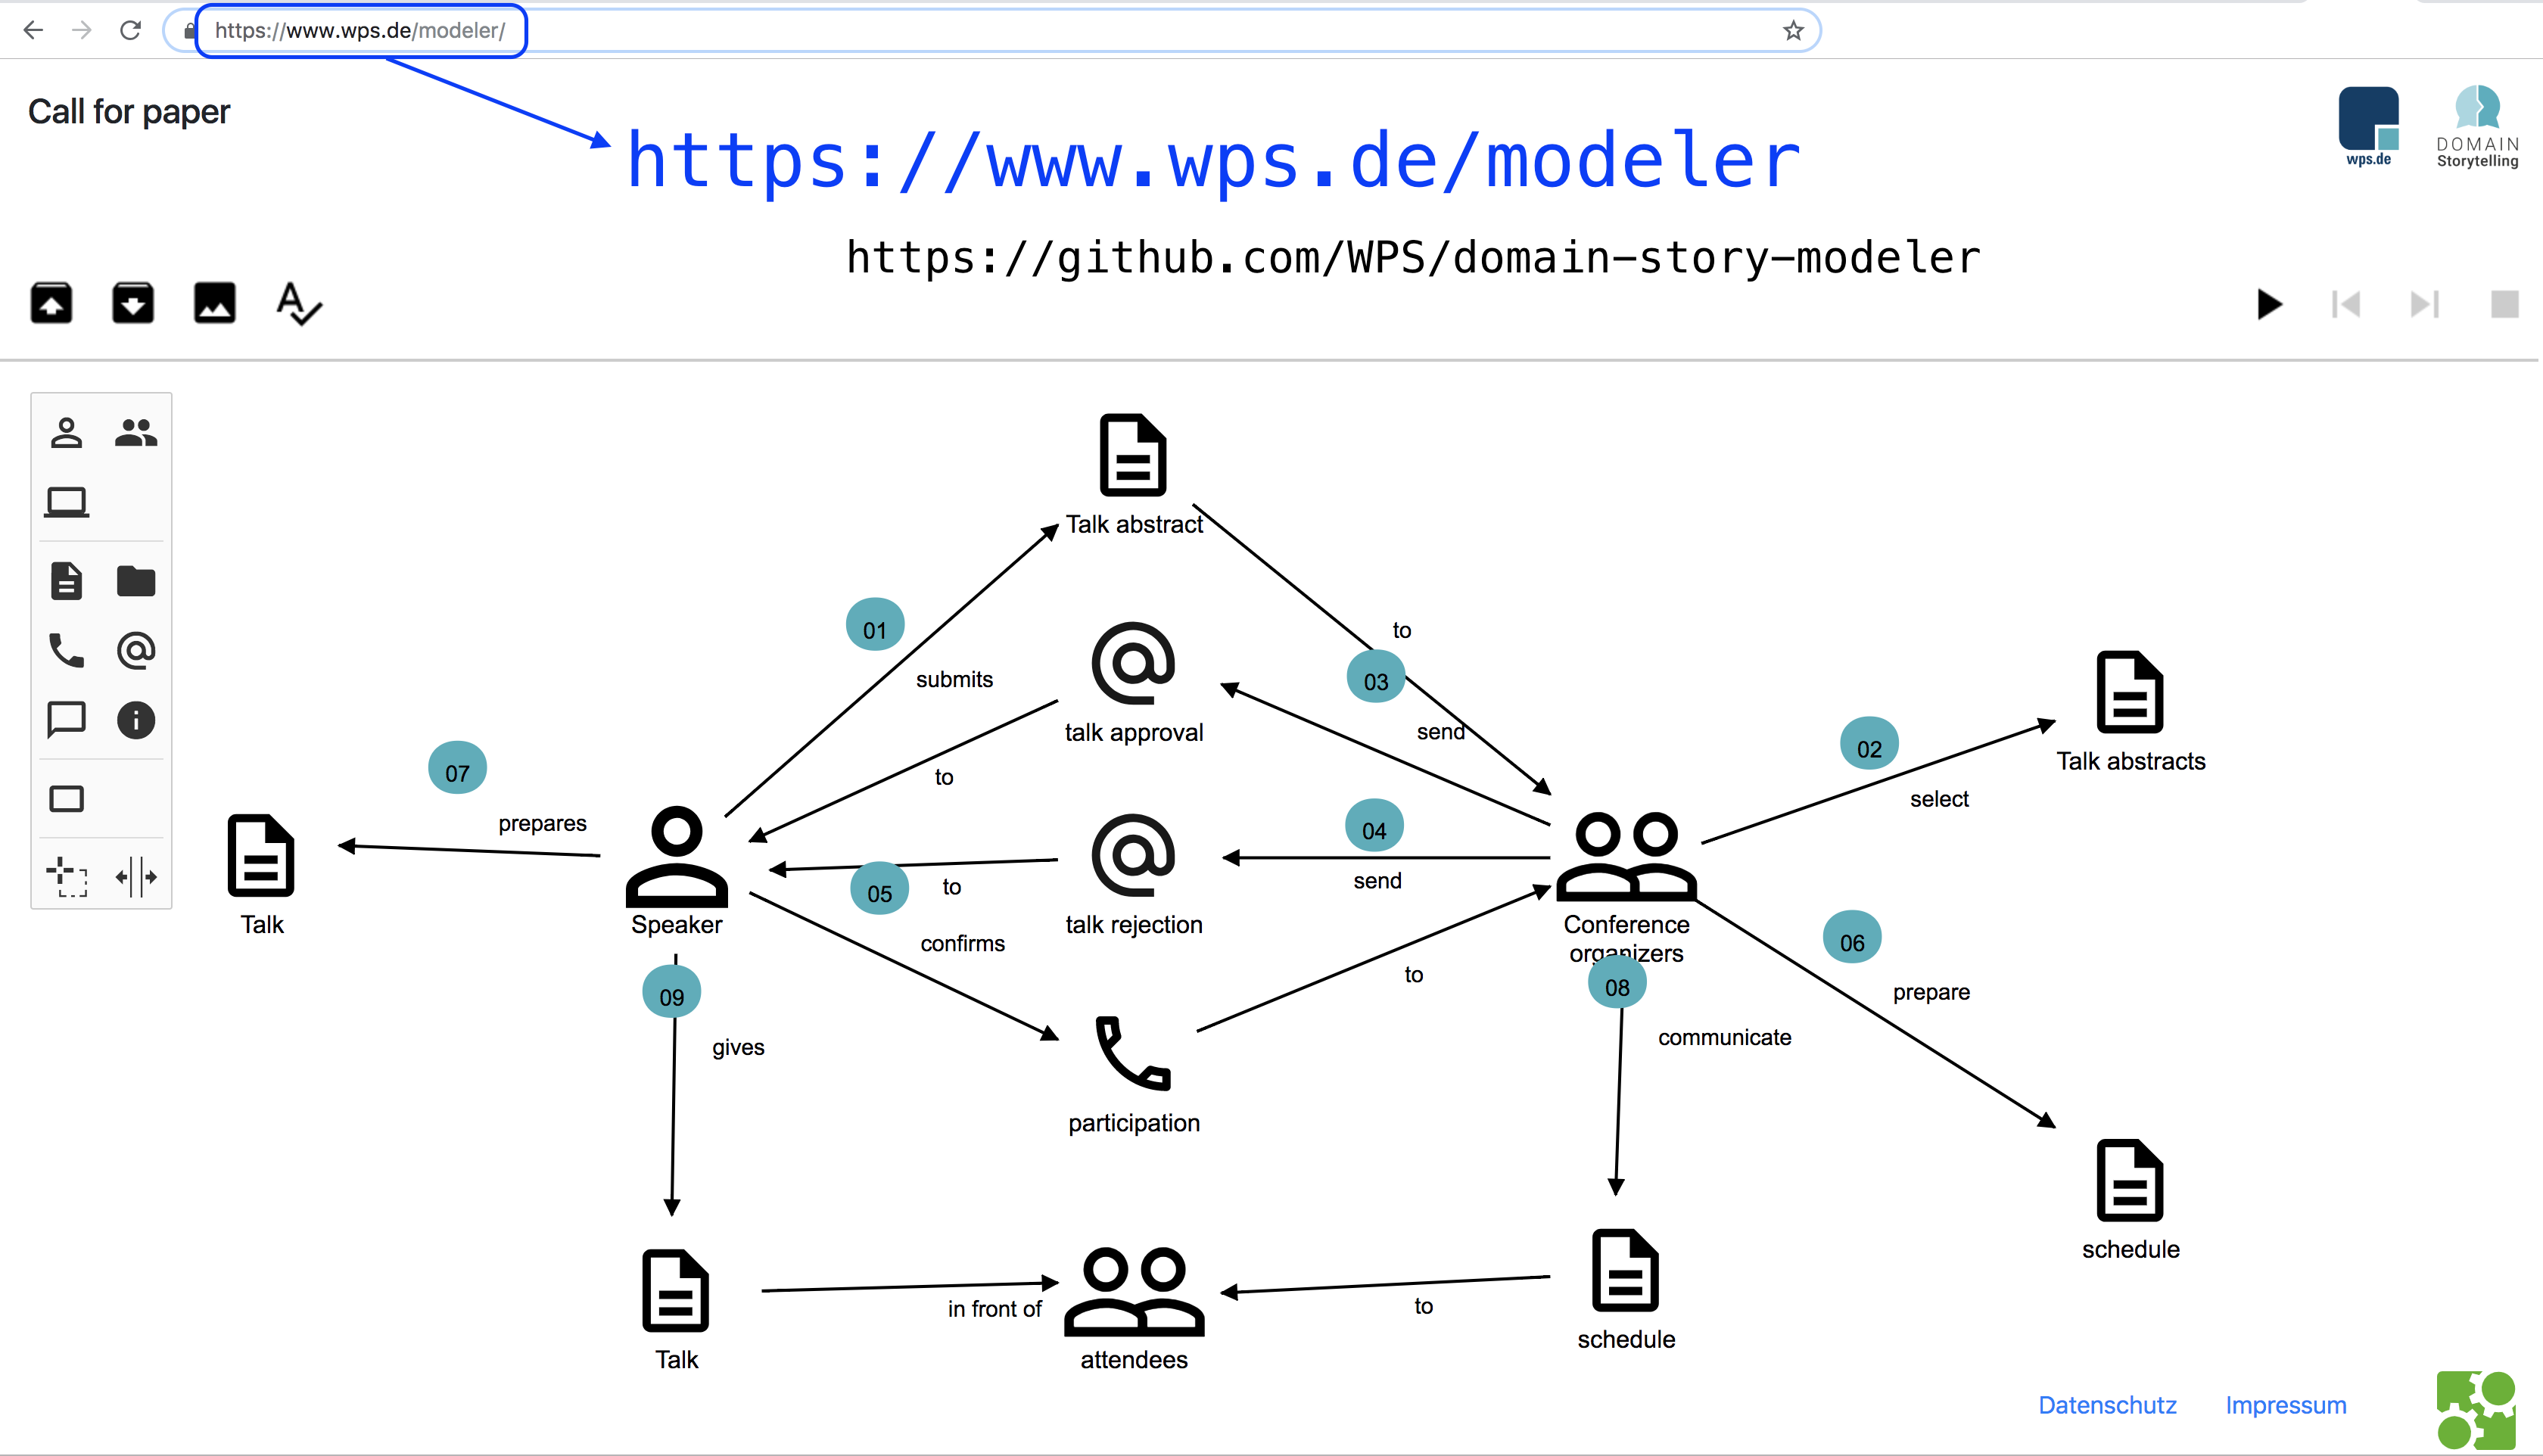 https://www.wps.de/modeler/
Call for paper
https://www.wps.de/modeler
wps.de
DOMAIN
Storytelling
https://github.com/WPS/domain-story-modeler
Talk abstract
01
submits
to
03
send
talk approval
to
02
select
Talk abstracts
07
prepares
Talk
Speaker
04
send
05
to
confirms
talk rejection
Conference
organizers
06
prepare
to
09
gives
08
communicate
participation
schedule
Talk
in front of
attendees
to
schedule
Datenschutz
Impressum